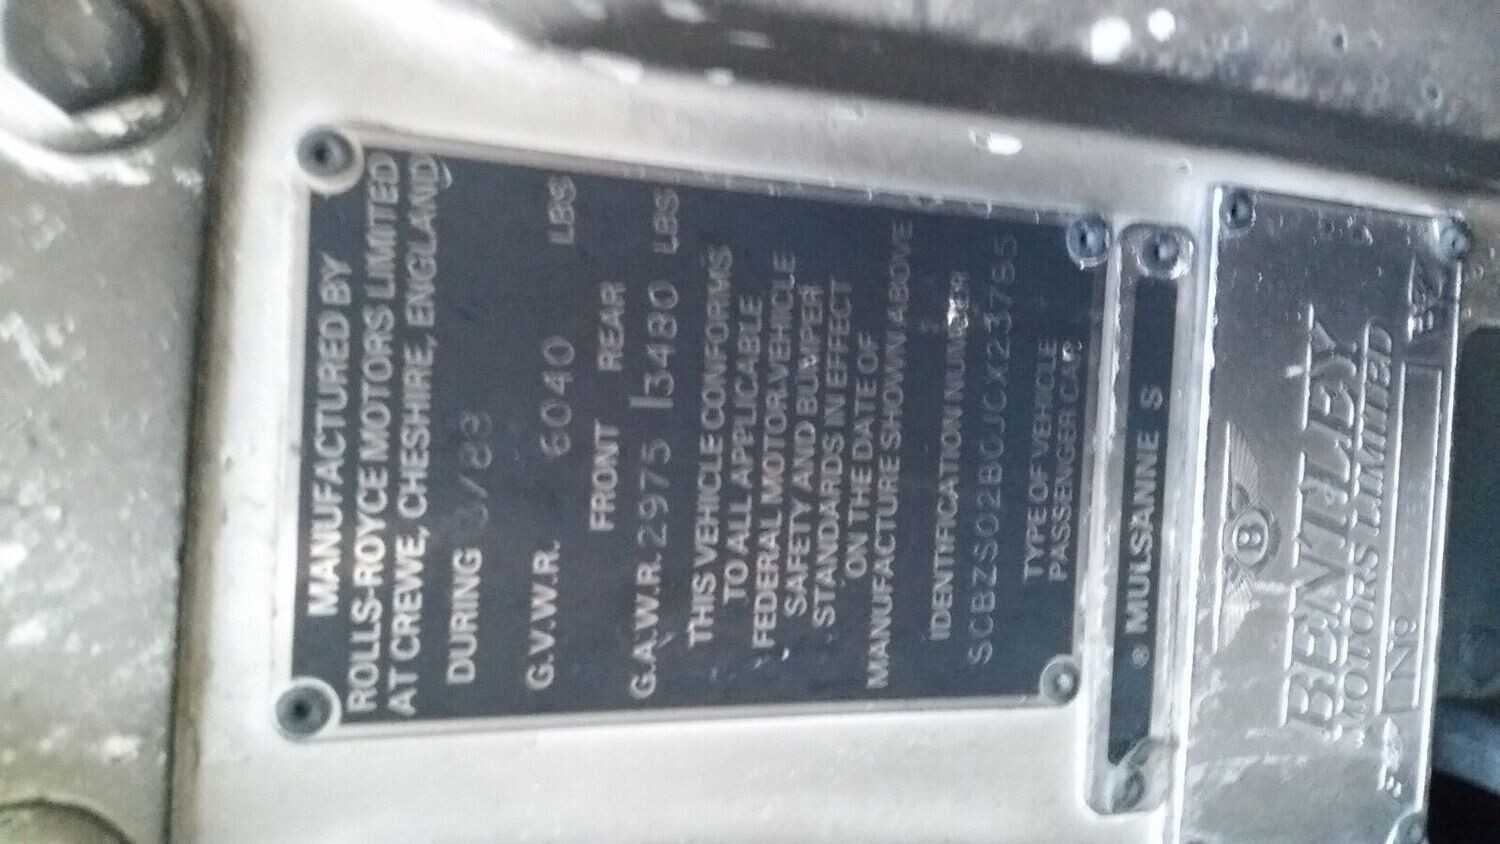 MANUFACTURED BY
ROLLS-ROYCE MOTORS LIMITED
AT CREWE, CHESHIRE, ENGLAND
DURING
G.V.W.R. 6040 LBS
FRONT REAR
G.A.W.R. 2975 3480 LBS
THIS VEHICLE CONFORMS
TO ALL APPLICABLE
FEDERAL MOTOR VEHICLE
SAFETY AND BUMPER
STANDARDS IN EFFECT
ON THE DATE OF
MANUFACTURE SHOWN ABOVE
IDENTIFICATION NUMBER
SCBZS02B0JCX23765
TYPE OF VEHICLE
PASSENGER CAR
® MULSANNE S
B
BENTLEY
MOTORS LIMITED
Nº